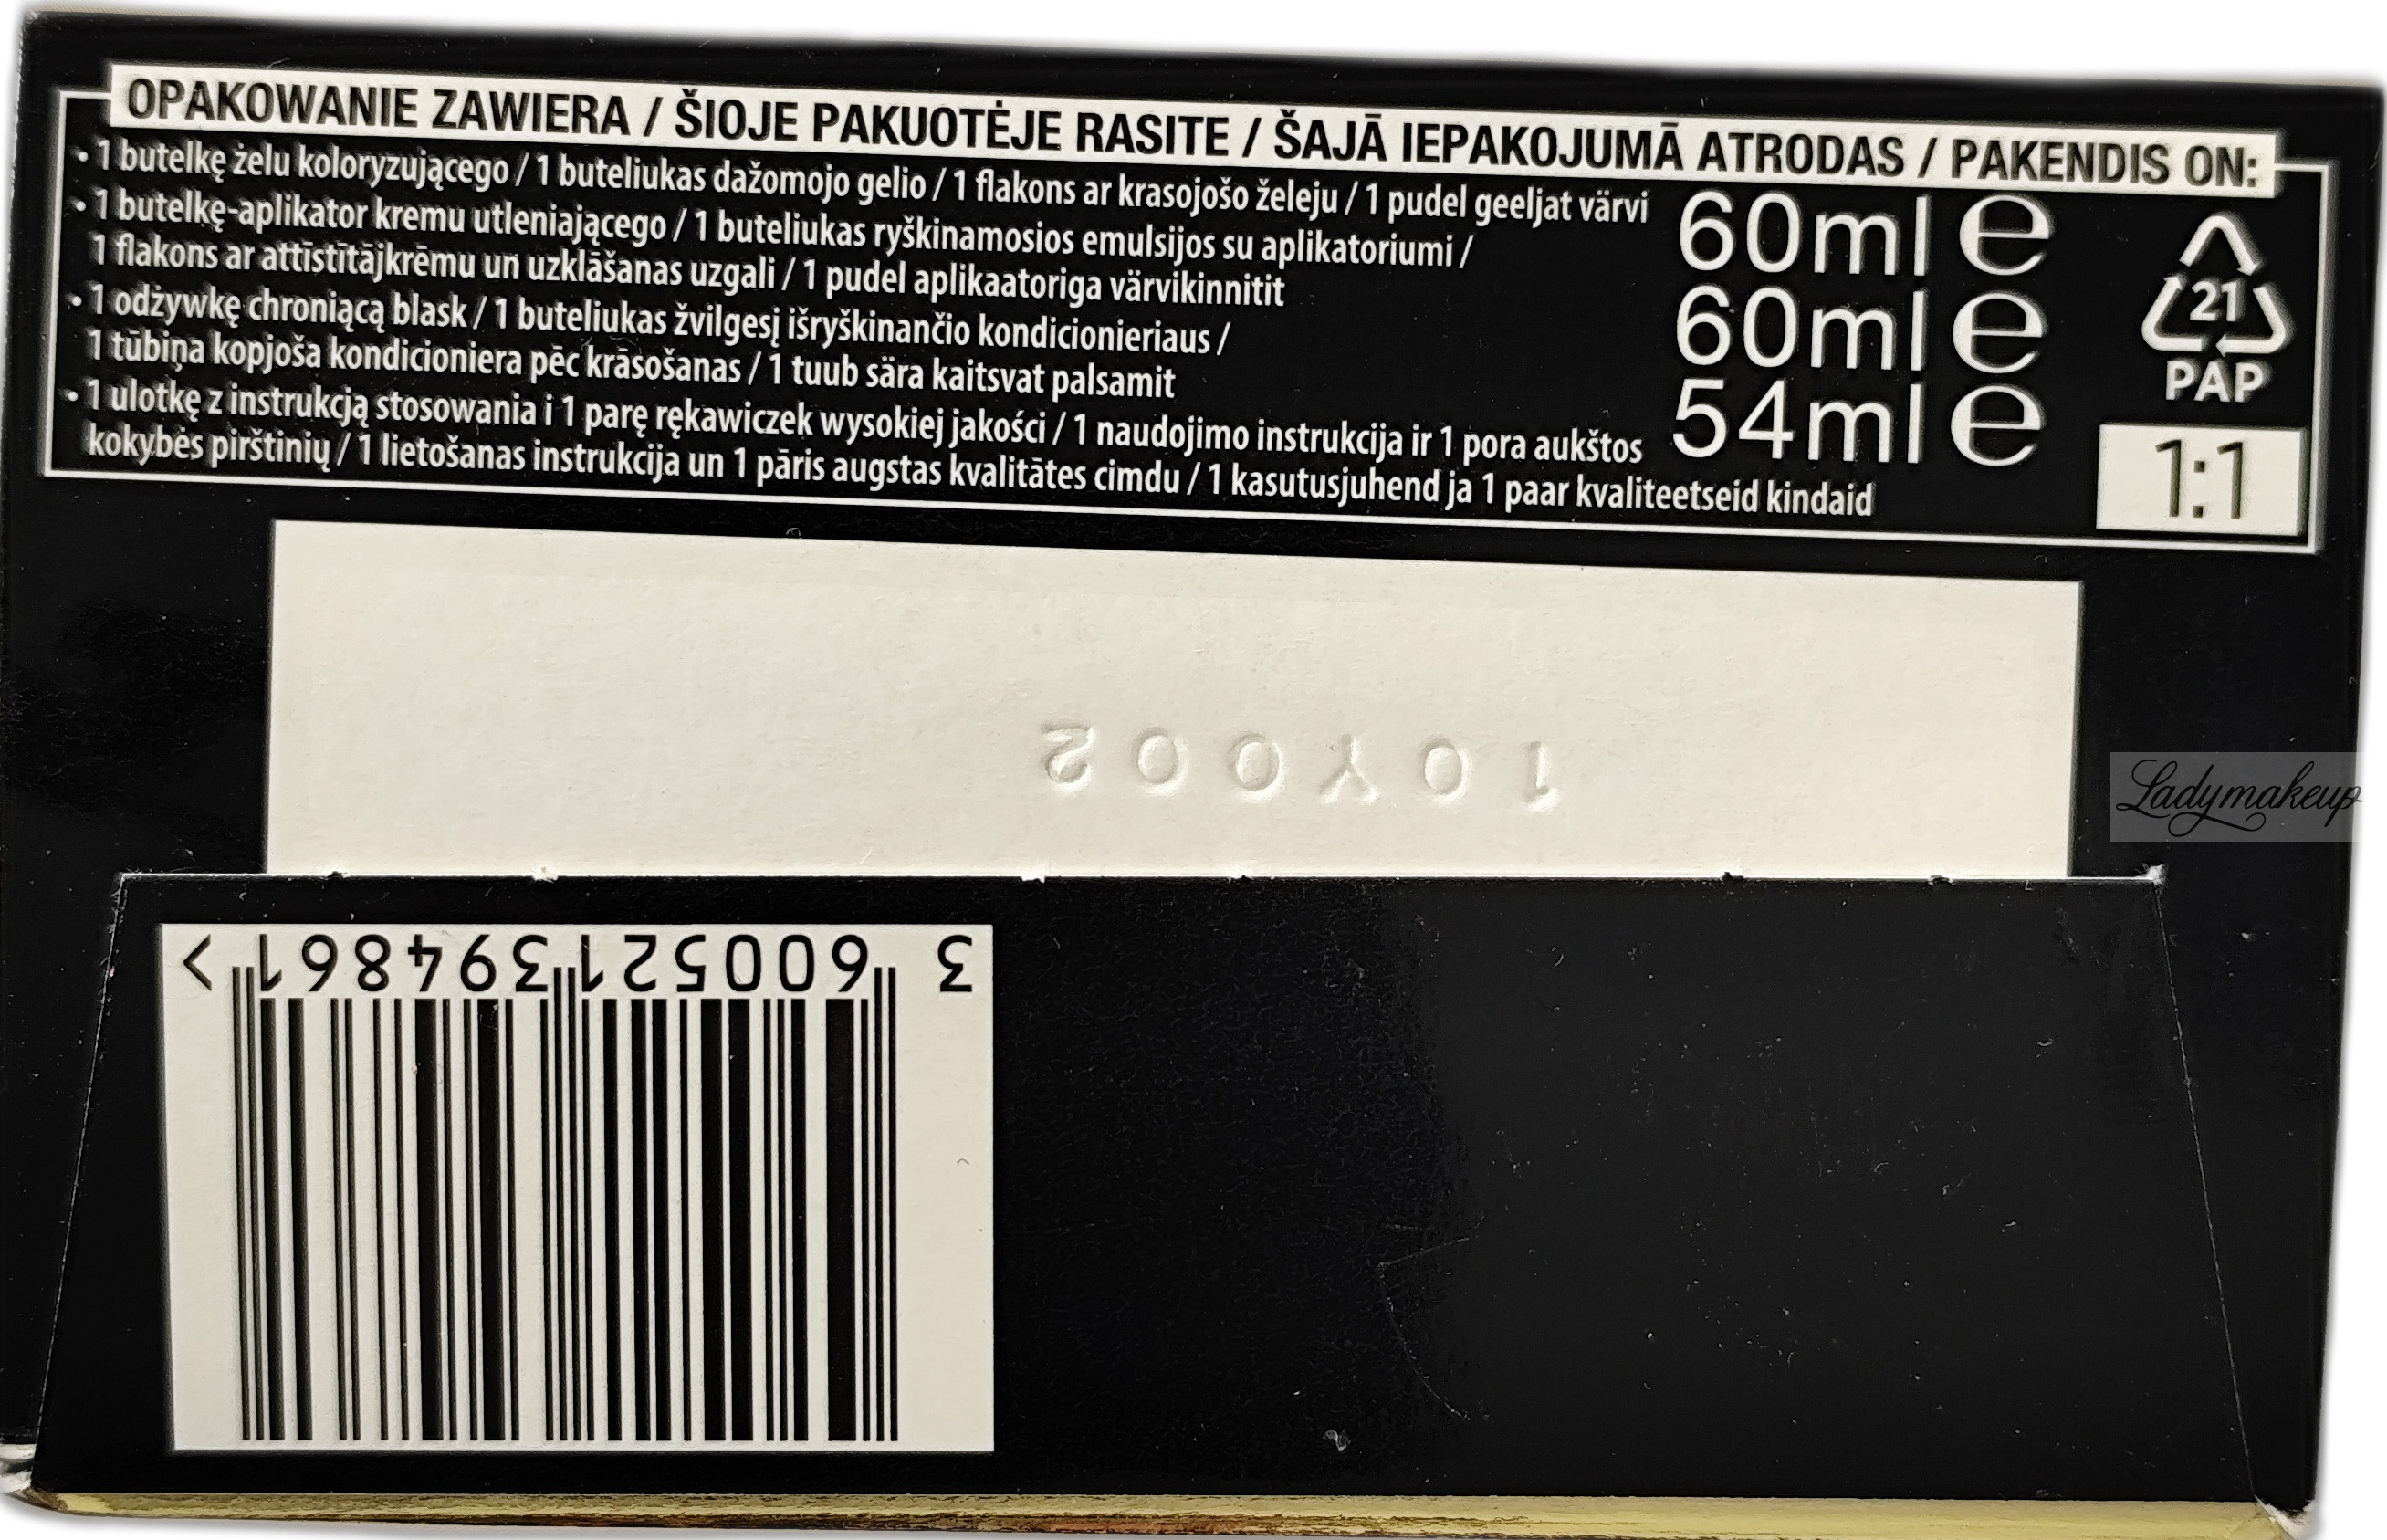 OPAKOWANIE ZAWIERA / ŠIOJE PAKUOTĖJE RASITE / ŠAJĀ IEPAKOJUMĀ ATRODAS / PAKENDIS ON:
• 1 butelkę żelu koloryzującego / 1 buteliukas dažomojo gelio / 1 flakons ar krasojošo želeju / 1 pudel geeljat värvi 60ml e
• 1 butelkę-aplikator kremu utleniającego / 1 buteliukas ryškinamosios emulsijos su aplikatoriumi /
1 flakons ar attīstītājkrēmu un uzklāšanas uzgali / 1 pudel aplikaatoriga värvikinnitit 60ml e
• 1 odżywkę chroniącą blask / 1 buteliukas žvilgesį išryškinančio kondicionieriaus /
1 tūbiņa kopjoša kondicioniera pēc krāsošanas / 1 tuub sära kaitsvat palsamit 54ml e
• 1 ulotkę z instrukcją stosowania i 1 parę rękawiczek wysokiej jakości / 1 naudojimo instrukcija ir 1 pora aukštos
kokybės pirštinių / 1 lietošanas instrukcija un 1 pāris augstas kvalitātes cimdu / 1 kasutusjuhend ja 1 paar kvaliteetseid kindaid
21
PAP
1:1
10Y002
Ladymakeup
3 600521 394861 >